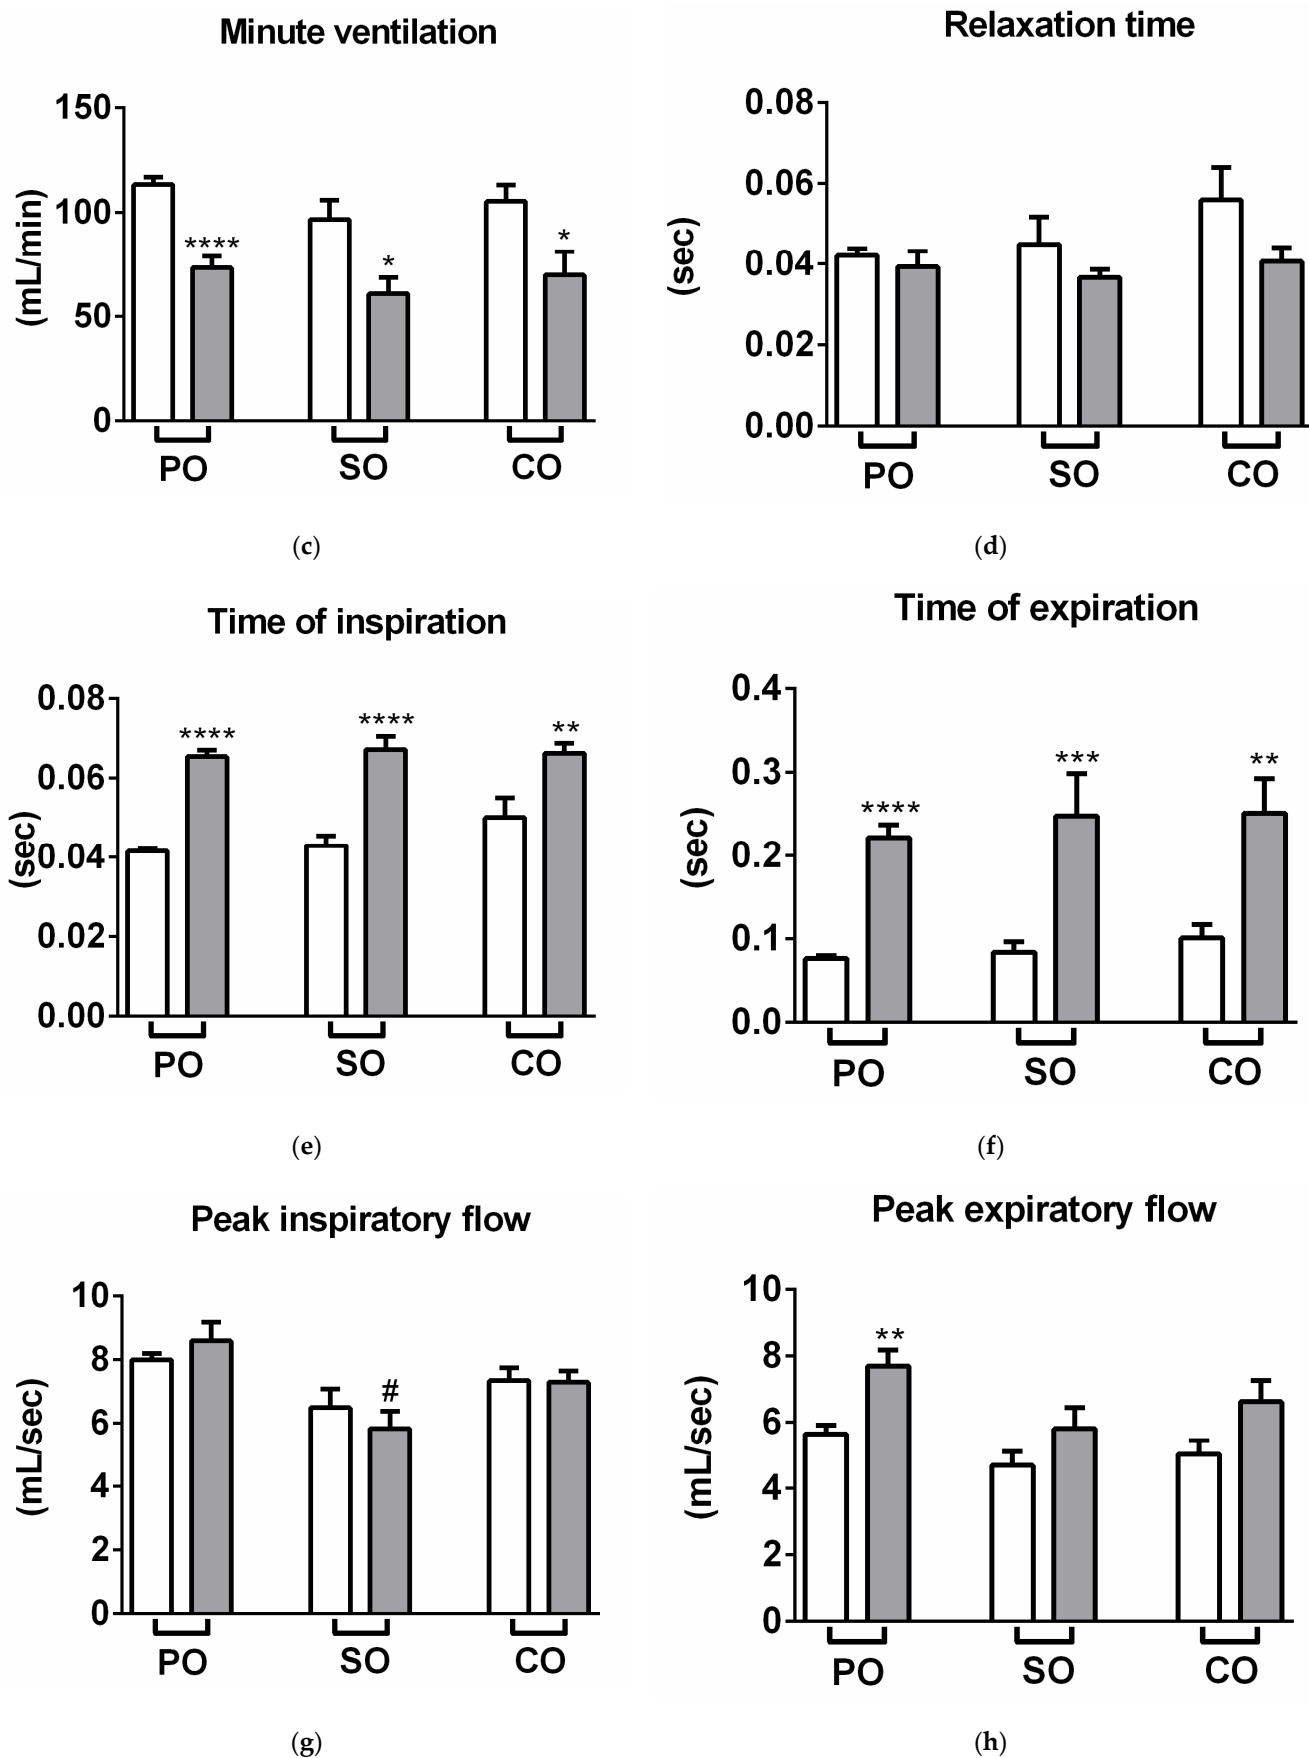 Minute ventilation
150
100
50
0
(mL/min)
****
*
*
PO SO CO
(c)
Relaxation time
0.08
0.06
0.04
0.02
0.00
(sec)
PO SO CO
(d)
Time of inspiration
0.08
0.06
0.04
0.02
0.00
(sec)
****
****
**
PO SO CO
(e)
Time of expiration
0.4
0.3
0.2
0.1
0.0
(sec)
****
***
**
PO SO CO
(f)
Peak inspiratory flow
10
8
6
4
2
0
(mL/sec)
#
PO SO CO
(g)
Peak expiratory flow
10
8
6
4
2
0
(mL/sec)
**
PO SO CO
(h)